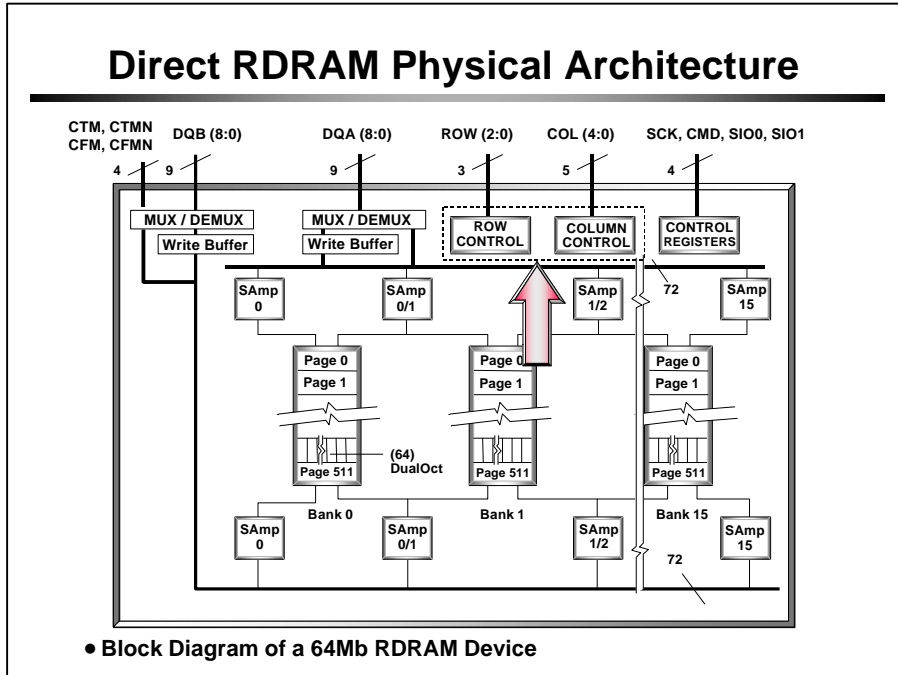 Direct RDRAM Physical Architecture
CTM, CTMN
CFM, CFMN
DQB (8:0)
DQA (8:0)
ROW (2:0)
COL (4:0)
SCK, CMD, SIO0, SIO1
4
9
9
3
5
4
MUX / DEMUX
Write Buffer
MUX / DEMUX
Write Buffer
ROW
CONTROL
COLUMN
CONTROL
CONTROL
REGISTERS
72
SAmp
0
SAmp
0/1
SAmp
1/2
SAmp
15
Page 0
Page 1
Page 511
Page 0
Page 1
Page 511
Page 0
Page 1
Page 511
(64)
DualOct
Bank 0
Bank 1
Bank 15
SAmp
0
SAmp
0/1
SAmp
1/2
SAmp
15
72
• Block Diagram of a 64Mb RDRAM Device